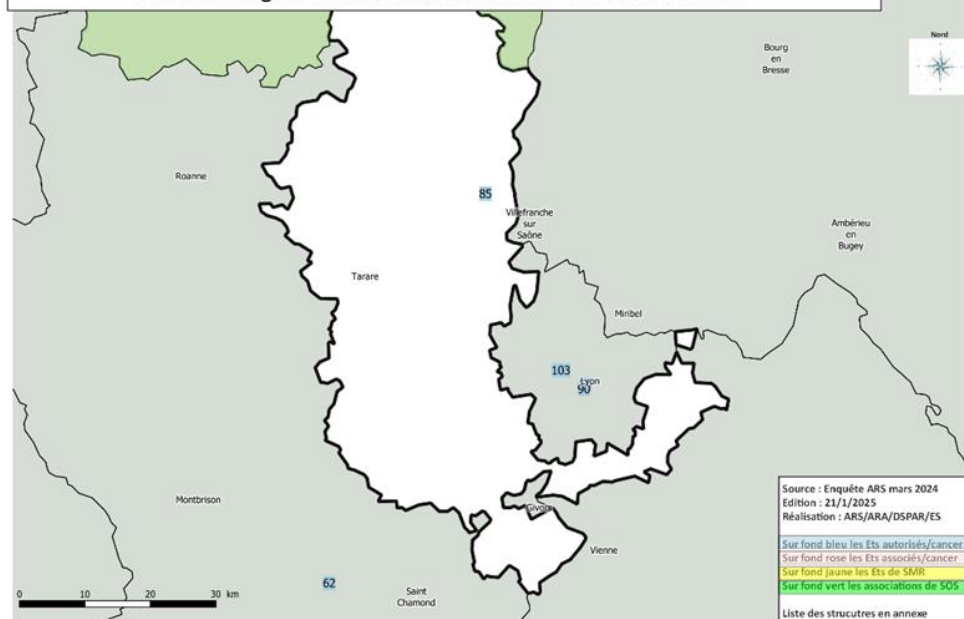 Nord
Bourg
en
Bresse
Roanne
85
Villefranche
sur
Saône
Ambérieu
en
Bugey
Tarare
Miribel
103
Lyon
90
Montbrison
Givors
Vienne
62
Saint
Chamond
0 10 20 30 km
Source : Enquête ARS mars 2024
Edition : 21/1/2025
Réalisation : ARS/ARA/DSPAR/ES
Sur fond bleu les Ets autorisés/cancer
Sur fond rose les Ets associés/cancer
Sur fond jaune les Ets de SMR
Sur fond vert les associations de SOS
Liste des strucutres en annexe